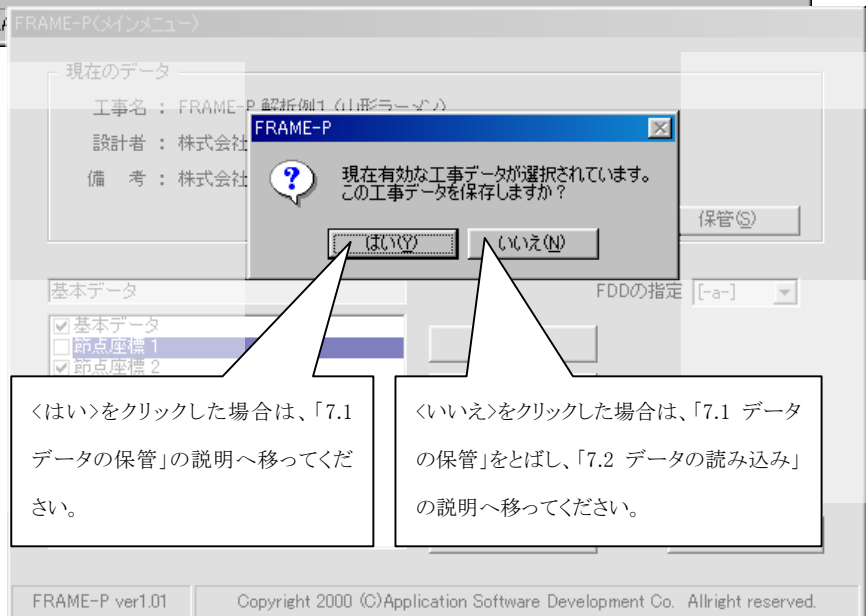 FRAME-P(メインメニュー)
現在のデータ
工事名 : FRAME-P 解析例1 (山形ラーメン)
設計者 : 株式会社
備 考 : 株式会社
FRAME-P
現在有効な工事データが選択されています。
この工事データを保存しますか?
はい(Y)
いいえ(N)
保管(S)
基本データ
FDDの指定 [-a-]
基本データ
節点座標 1
節点座標 2
<はい>をクリックした場合は、「7.1
データの保管」の説明へ移ってくだ
さい。
<いいえ>をクリックした場合は、「7.1 データ
の保管」をとばし、「7.2 データの読み込み」
の説明へ移ってください。
FRAME-P ver1.01
Copyright 2000 (C)Application Software Development Co. Allright reserved.